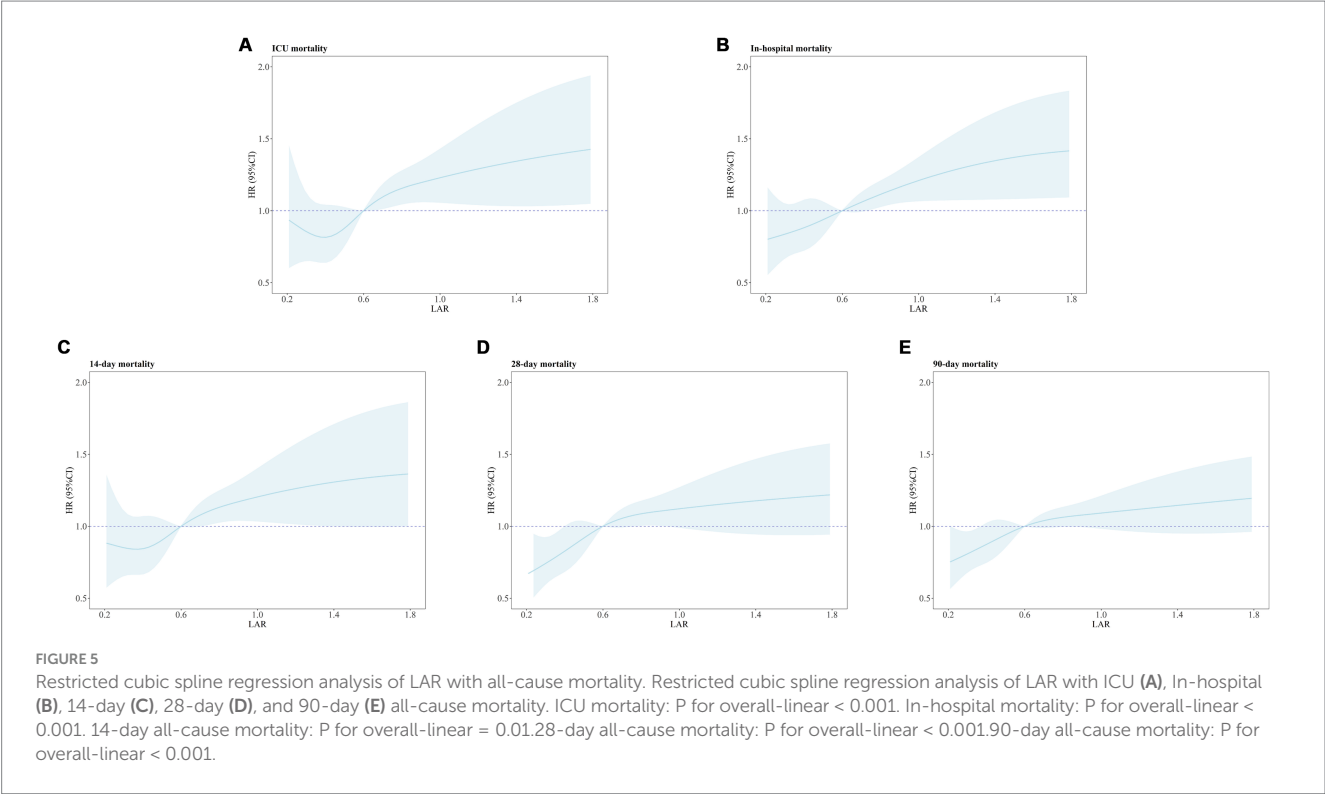 A
ICU mortality
2.0
1.5
1.0
0.5
HR (95%CI)
0.2 0.6 1.0 1.4 1.8
LAR
B
In-hospital mortality
2.0
1.5
1.0
0.5
HR (95%CI)
0.2 0.6 1.0 1.4 1.8
LAR
C
14-day mortality
2.0
1.5
1.0
0.5
HR (95%CI)
0.2 0.6 1.0 1.4 1.8
LAR
D
28-day mortality
2.0
1.5
1.0
0.5
HR (95%CI)
0.2 0.6 1.0 1.4 1.8
LAR
E
90-day mortality
2.0
1.5
1.0
0.5
HR (95%CI)
0.2 0.6 1.0 1.4 1.8
LAR
FIGURE 5
Restricted cubic spline regression analysis of LAR with all-cause mortality. Restricted cubic spline regression analysis of LAR with ICU (A), In-hospital
(B), 14-day (C), 28-day (D), and 90-day (E) all-cause mortality. ICU mortality: P for overall-linear < 0.001. In-hospital mortality: P for overall-linear <
0.001. 14-day all-cause mortality: P for overall-linear = 0.01.28-day all-cause mortality: P for overall-linear < 0.001.90-day all-cause mortality: P for
overall-linear < 0.001.